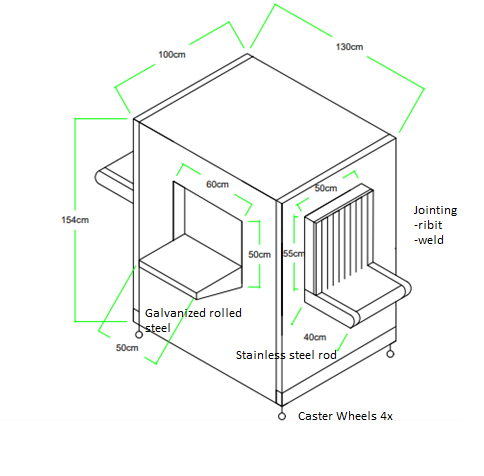 100cm
130cm
60cm
50cm
154cm
50cm
55cm
Jointing
-ribit
-weld
Galvanized rolled
steel
40cm
50cm
Stainless steel rod
Caster Wheels 4x